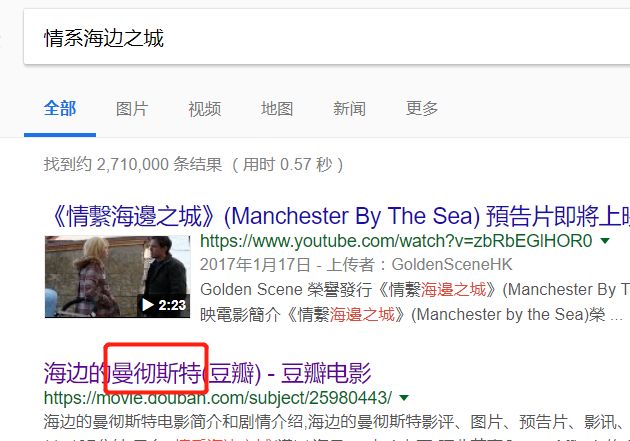 情系海边之城
全部 图片 视频 地图 新闻 更多
找到约 2,710,000 条结果 （用时 0.57 秒）
《情繫海邊之城》(Manchester By The Sea) 預告片即將上映
https://www.youtube.com/watch?v=zbRbEGlHOR0
2017年1月17日 - 上传者：GoldenSceneHK
2:23
Golden Scene 榮譽發行《情繫海邊之城》(Manchester By T
映電影簡介《情繫海邊之城》(Manchester by the Sea)榮 ...
海边的曼彻斯特(豆瓣) - 豆瓣电影
https://movie.douban.com/subject/25980443/
海边的曼彻斯特电影简介和剧情介绍,海边的曼彻斯特影评、图片、预告片、影讯、